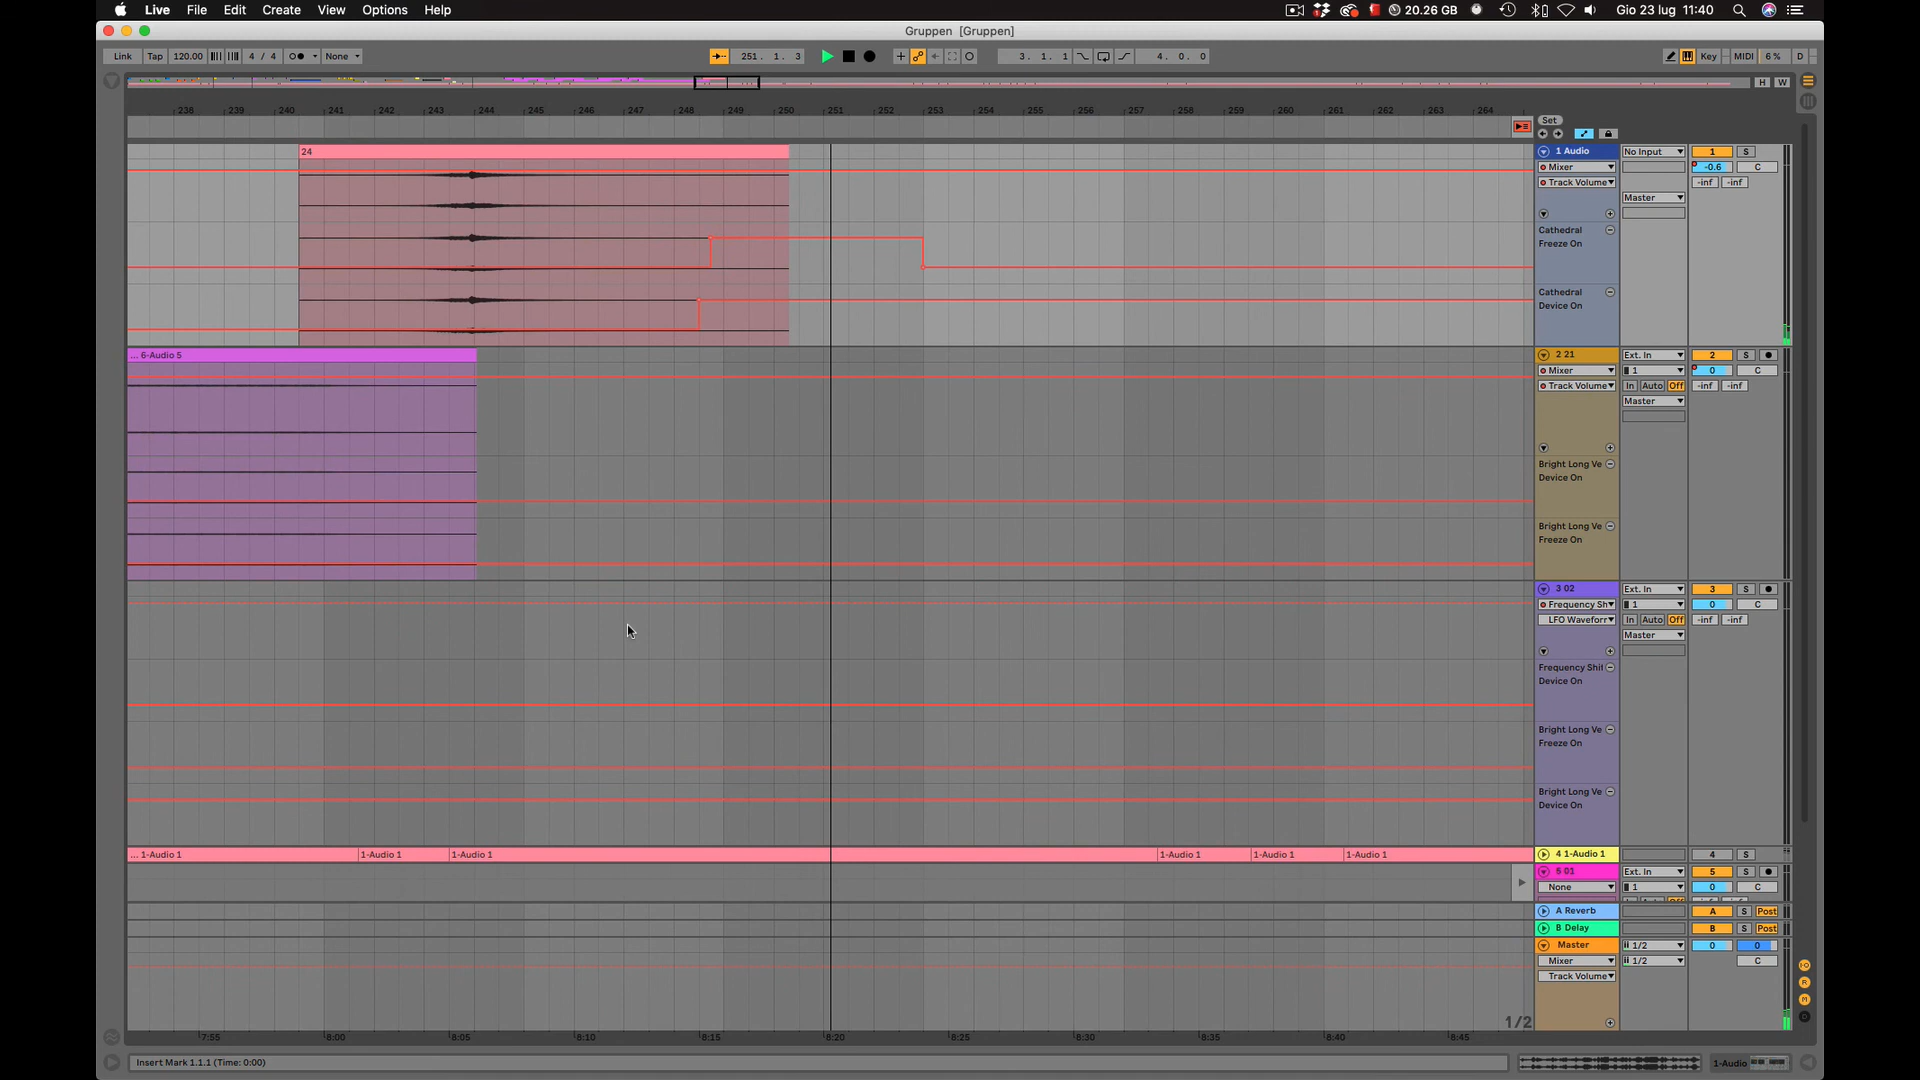 Live File Edit Create View Options Help 20.26 GB Gio 23 lug 11:40
Gruppen [Gruppen]
Link Tap 120.00 4 / 4 None 251. 1. 3 3. 1. 1 4. 0. 0 Key MIDI 6 % D
H W
238 239 240 241 242 243 244 245 246 247 248 249 250 251 252 253 254 255 256 257 258 259 260 261 262 263 264
Set
24 1 Audio No Input 1 S
Mixer -0.6 C
Track Volume -inf -inf
Master
Cathedral
Freeze On
Cathedral
Device On
... 6-Audio 5 2 21 Ext. In 2 S
Mixer 1 0 C
Track Volume In Auto Off -inf -inf
Master
Bright Long Ve
Device On
Bright Long Ve
Freeze On
3 02 Ext. In 3 S
Frequency Sh 1 0 C
LFO Waveforr In Auto Off -inf -inf
Master
Frequency Shit
Device On
Bright Long Ve
Freeze On
Bright Long Ve
Device On
... 1-Audio 1 1-Audio 1 1-Audio 1 1-Audio 1 1-Audio 1 1-Audio 1 4 1-Audio 1 4 S
5 01 Ext. In 5 S
None 1 0 C
A Reverb A S Post
B Delay B S Post
Master 1/2 0 0
Mixer 1/2 C
Track Volume
1/2
7:55 8:00 8:05 8:10 8:15 8:20 8:25 8:30 8:35 8:40 8:45
Insert Mark 1.1.1 (Time: 0:00) 1-Audio